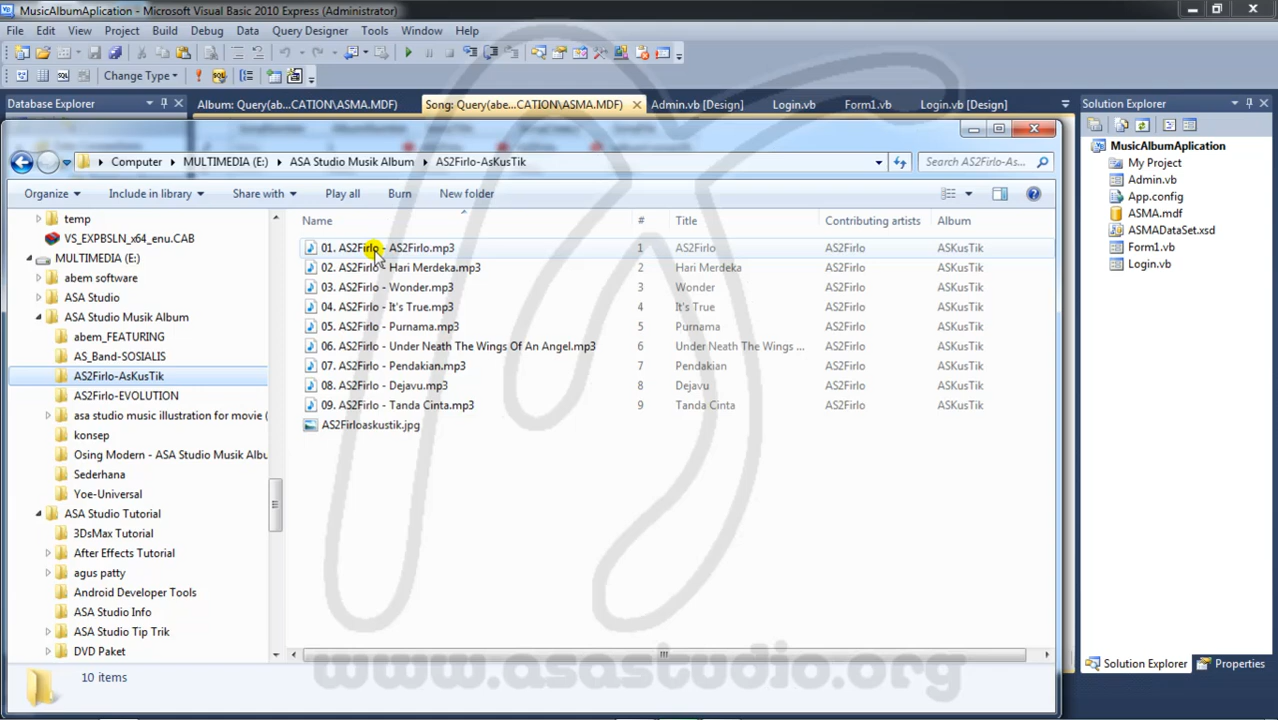 MusicAlbumAplication - Microsoft Visual Basic 2010 Express (Administrator)
File Edit View Project Build Debug Data Query Designer Tools Window Help
Change Type
Database Explorer
Album: Query(abe...CATION\ASMA.MDF) Song: Query(abe...CATION\ASMA.MDF) Admin.vb [Design] Login.vb Form1.vb Login.vb [Design]
Solution Explorer
MusicAlbumAplication
My Project
Admin.vb
App.config
ASMA.mdf
ASMADataSet.xsd
Form1.vb
Login.vb
Solution Explorer Properties
Computer MULTIMEDIA (E:) ASA Studio Musik Album AS2Firlo-AsKusTik
Search AS2Firlo-As...
Organize Include in library Share with Play all Burn New folder
temp
VS_EXPBSLN_x64_enu.CAB
MULTIMEDIA (E:)
abem software
ASA Studio
ASA Studio Musik Album
abem_FEATURING
AS_Band-SOSIALIS
AS2Firlo-AsKusTik
AS2Firlo-EVOLUTION
asa studio music illustration for movie (
konsep
Osing Modern - ASA Studio Musik Albu
Sederhana
Yoe-Universal
ASA Studio Tutorial
3DsMax Tutorial
After Effects Tutorial
agus patty
Android Developer Tools
ASA Studio Info
ASA Studio Tip Trik
DVD Paket
Name # Title Contributing artists Album
01. AS2Firlo - AS2Firlo.mp3 1 AS2Firlo AS2Firlo ASKusTik
02. AS2Firlo - Hari Merdeka.mp3 2 Hari Merdeka AS2Firlo ASKusTik
03. AS2Firlo - Wonder.mp3 3 Wonder AS2Firlo ASKusTik
04. AS2Firlo - It's True.mp3 4 It's True AS2Firlo ASKusTik
05. AS2Firlo - Purnama.mp3 5 Purnama AS2Firlo ASKusTik
06. AS2Firlo - Under Neath The Wings Of An Angel.mp3 6 Under Neath The Wings ... AS2Firlo ASKusTik
07. AS2Firlo - Pendakian.mp3 7 Pendakian AS2Firlo ASKusTik
08. AS2Firlo - Dejavu.mp3 8 Dejavu AS2Firlo ASKusTik
09. AS2Firlo - Tanda Cinta.mp3 9 Tanda Cinta AS2Firlo ASKusTik
AS2Firloaskustik.jpg
10 items
www.asastudio.org